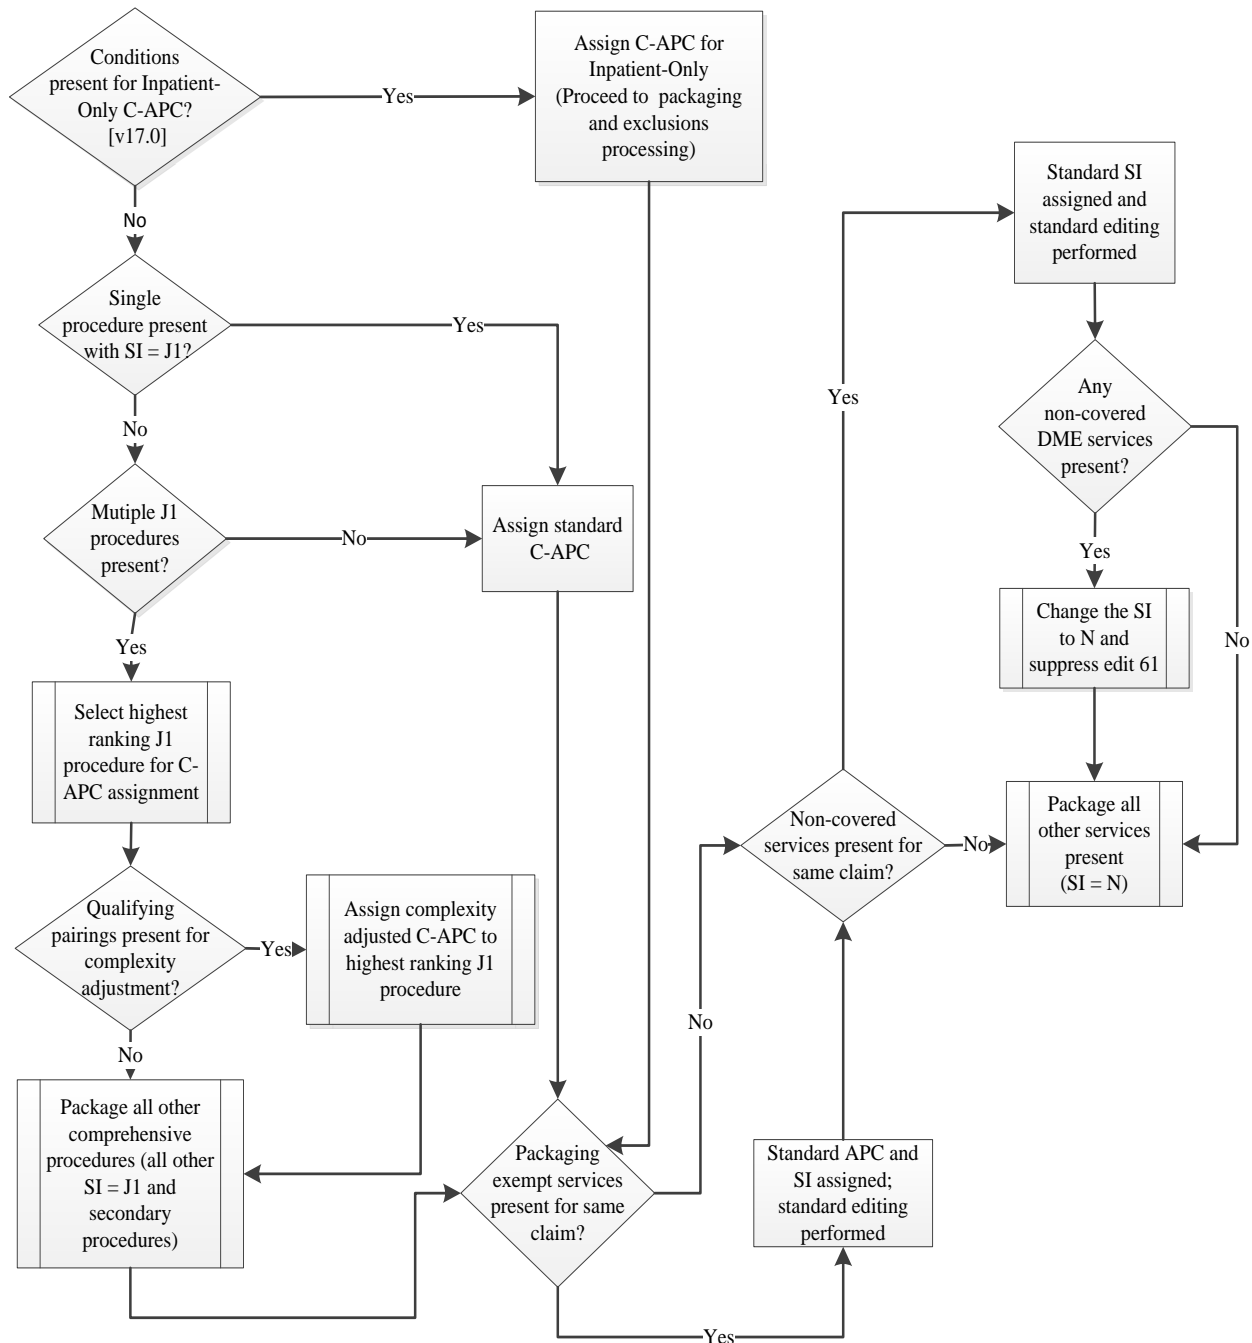 Conditions
present for Inpatient-
Only C-APC?
[v17.0]
Yes
Assign C-APC for
Inpatient-Only
(Proceed to packaging
and exclusions
processing)
No
Single
procedure present
with SI = J1?
Yes
No
Mutiple J1
procedures
present?
No
Assign standard
C-APC
Yes
Select highest
ranking J1
procedure for C-
APC assignment
Qualifying
pairings present for
complexity
adjustment?
Yes
Assign complexity
adjusted C-APC to
highest ranking J1
procedure
No
Package all other
comprehensive
procedures (all other
SI = J1 and
secondary
procedures)
Packaging
exempt services
present for same
claim?
No
Yes
Standard APC and
SI assigned;
standard editing
performed
Non-covered
services present for
same claim?
Yes
No
Standard SI
assigned and
standard editing
performed
Any
non-covered
DME services
present?
Yes
No
Change the SI
to N and
suppress edit 61
Package all
other services
present
(SI = N)